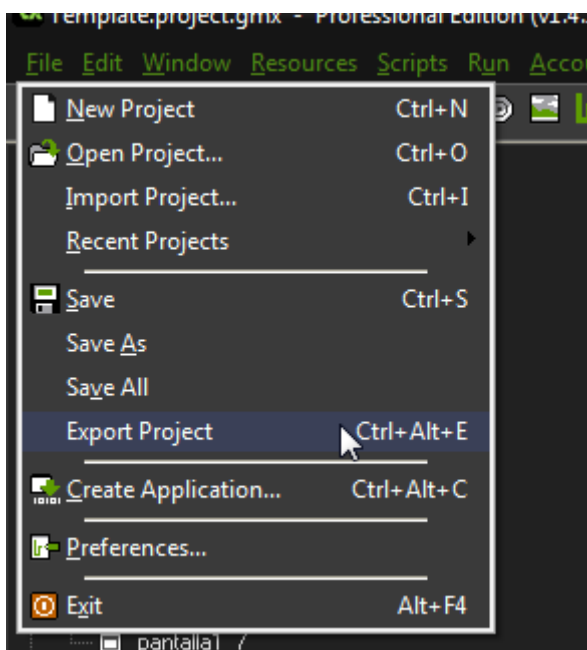 Template.project.gmx - Professional Edition (v1.4.
File Edit Window Resources Scripts Run Accou
New Project Ctrl+N
Open Project... Ctrl+O
Import Project... Ctrl+I
Recent Projects
Save Ctrl+S
Save As
Save All
Export Project Ctrl+Alt+E
Create Application... Ctrl+Alt+C
Preferences...
Exit Alt+F4
pantalla1_7